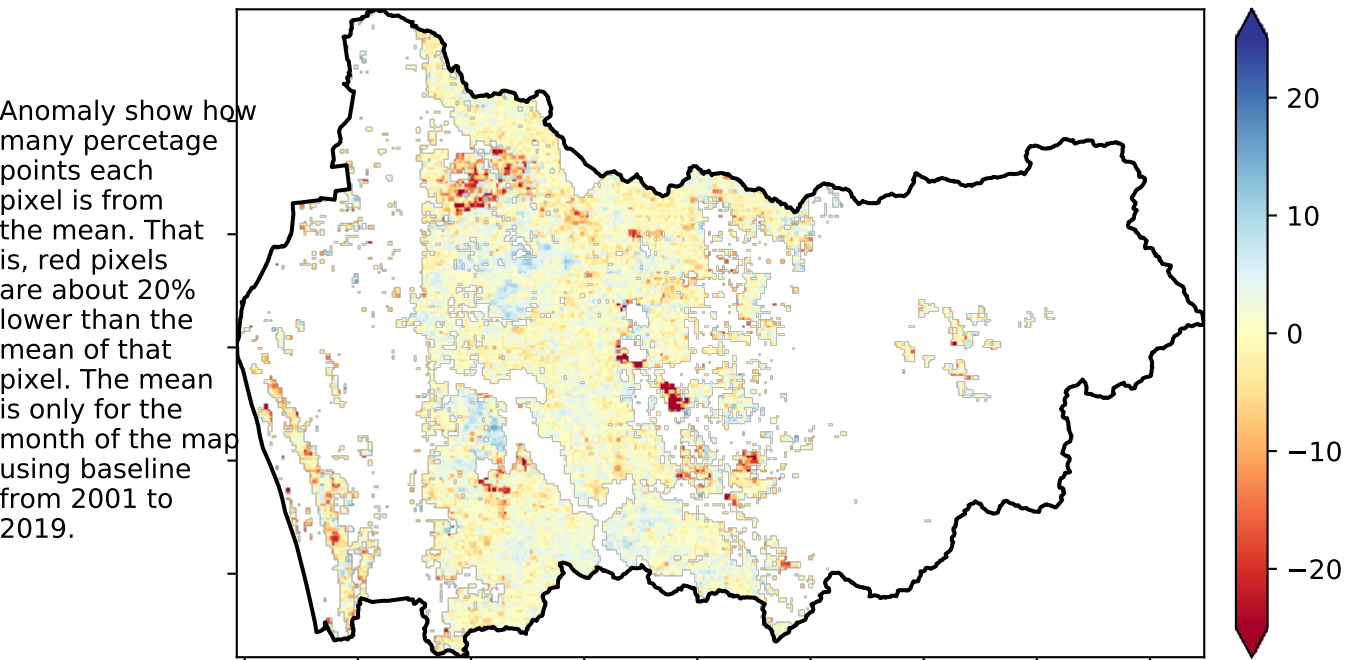 Anomaly show how
many percetage
points each
pixel is from
the mean. That
is, red pixels
are about 20%
lower than the
mean of that
pixel. The mean
is only for the
month of the map
using baseline
from 2001 to
2019.
20
10
0
−10
−20